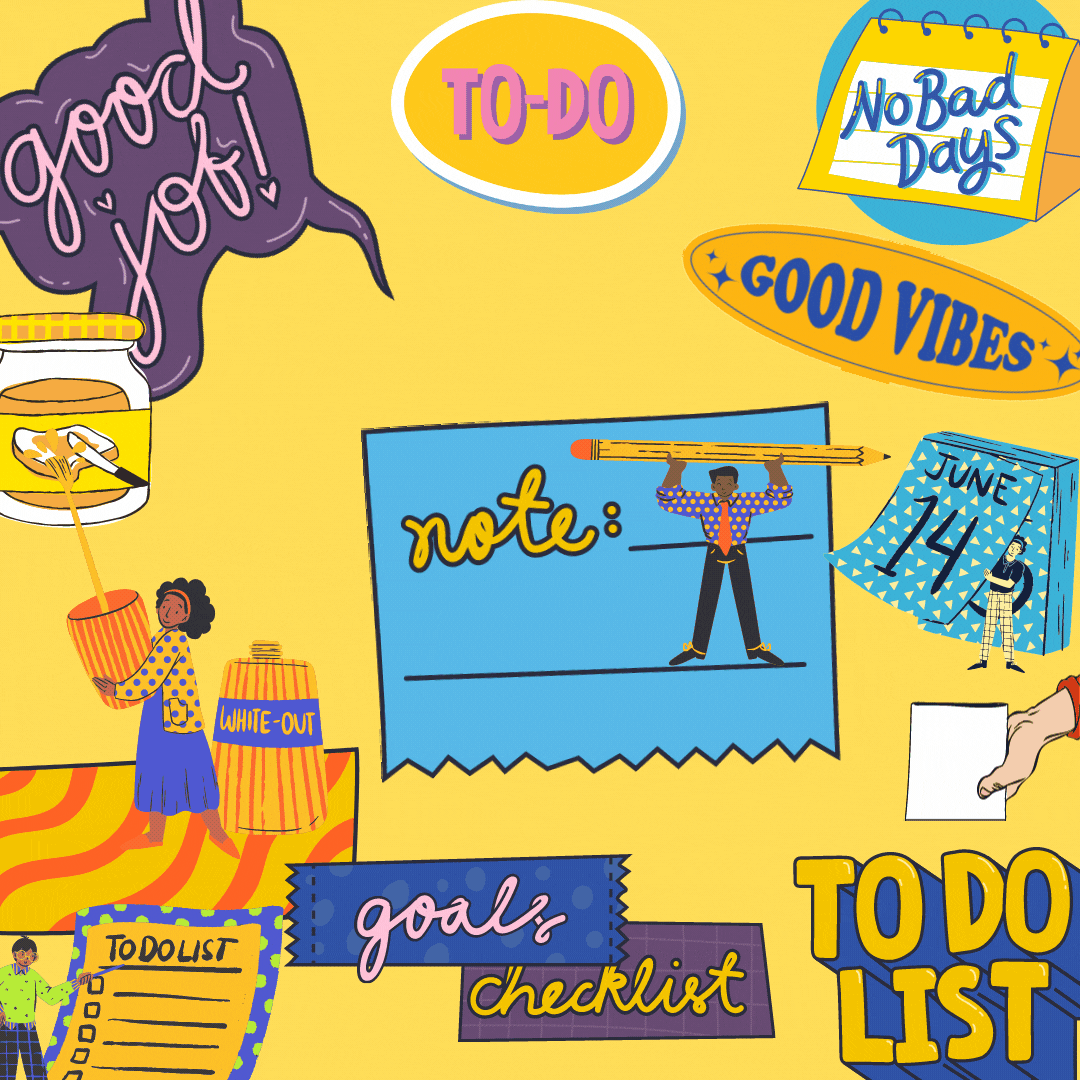 good
job!
TO-DO
No Bad
Days
GOOD VIBES
note:
JUNE
14
WHITE-OUT
goals
checklist
TO DO LIST
TO DO
LIST